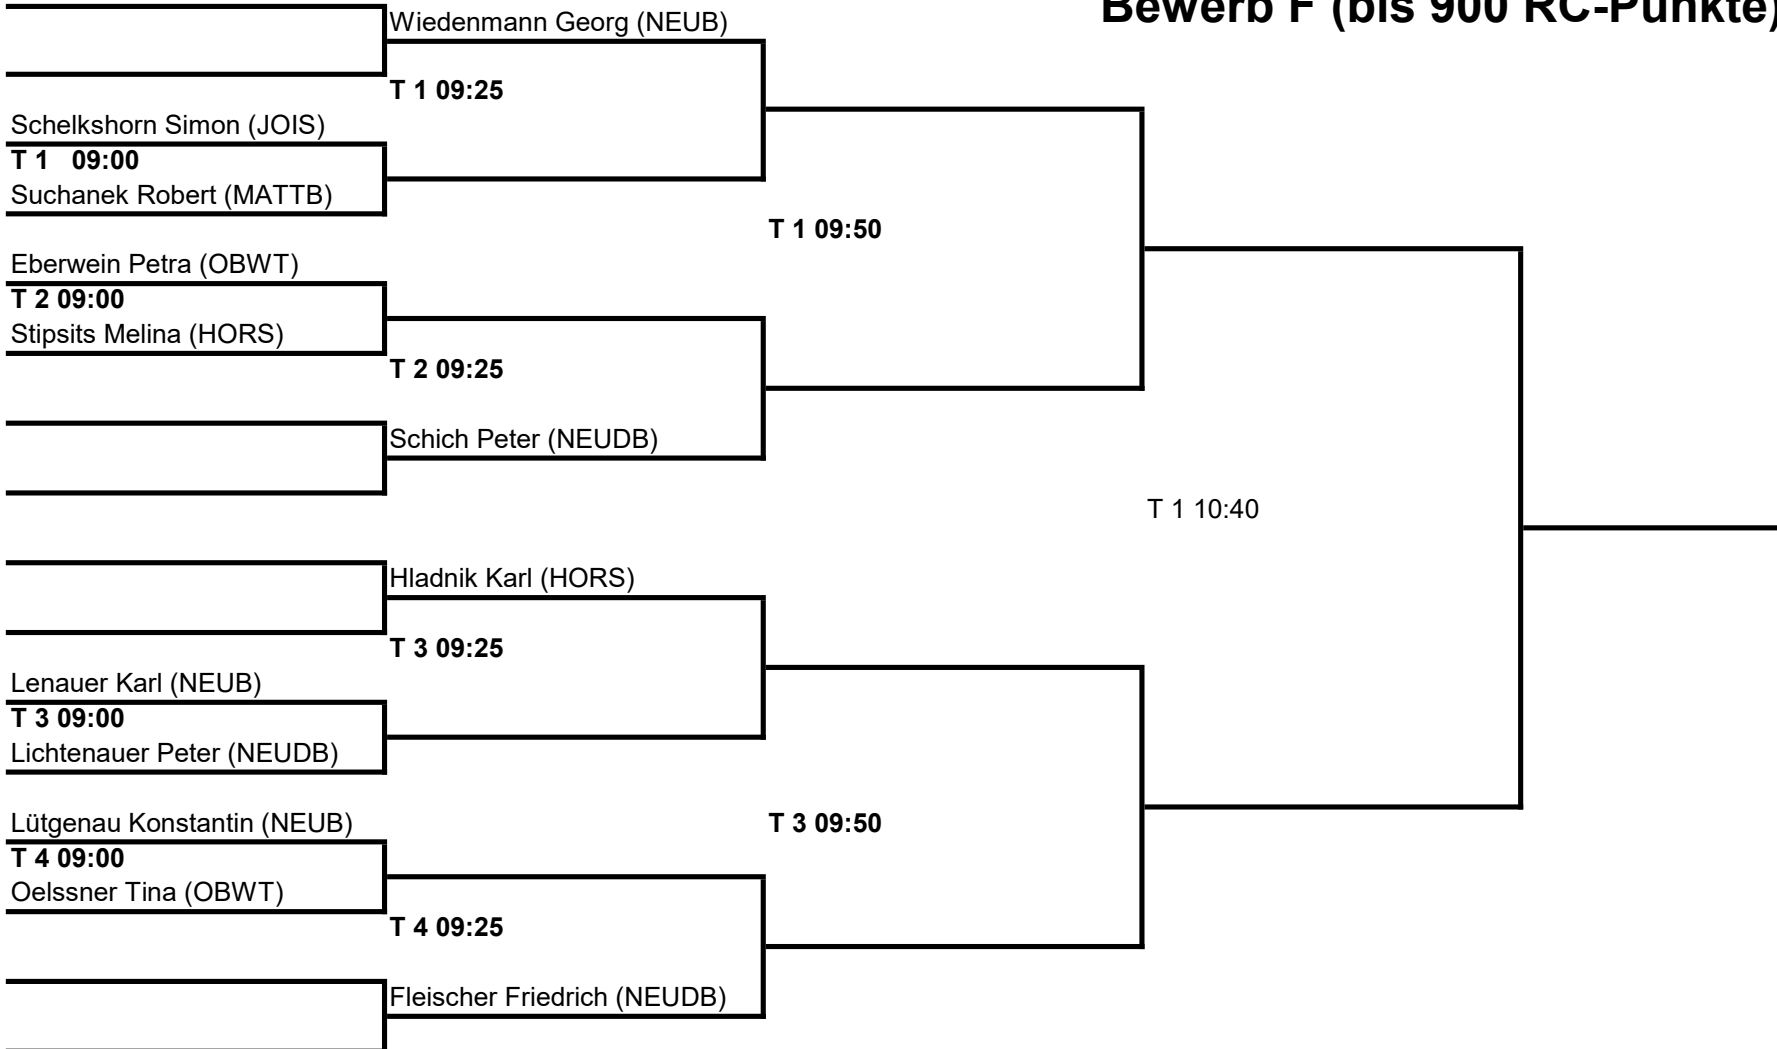 Bewerb F (bis 900 RC-Punkte)
Wiedenmann Georg (NEUB)
T 1 09:25
Schelkshorn Simon (JOIS)
T 1 09:00
Suchanek Robert (MATTB)
T 1 09:50
Eberwein Petra (OBWT)
T 2 09:00
Stipsits Melina (HORS)
T 2 09:25
Schich Peter (NEUDB)
T 1 10:40
Hladnik Karl (HORS)
T 3 09:25
Lenauer Karl (NEUB)
T 3 09:00
Lichtenauer Peter (NEUDB)
Lütgenau Konstantin (NEUB)
T 3 09:50
T 4 09:00
Oelssner Tina (OBWT)
T 4 09:25
Fleischer Friedrich (NEUDB)